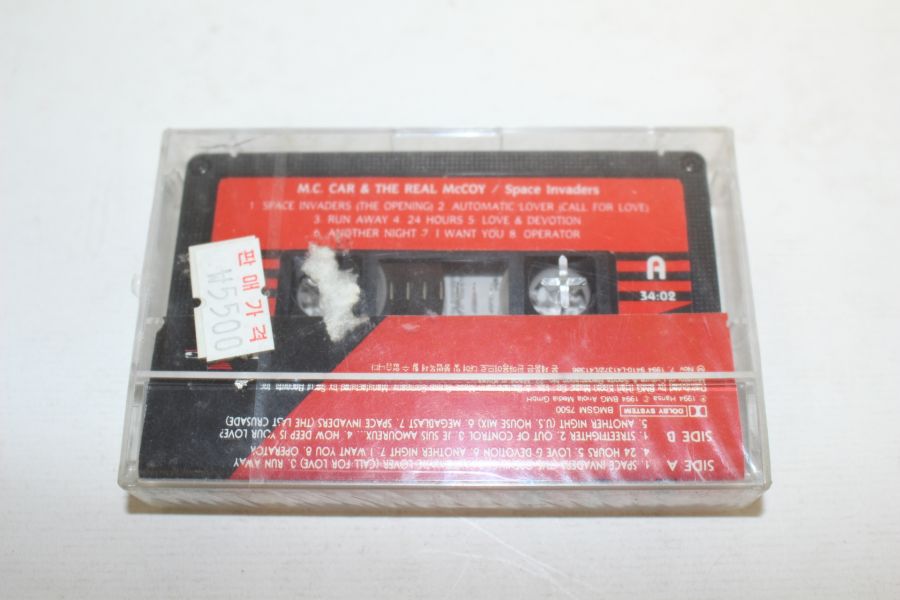 M.C. CAR & THE REAL McCOY / Space Invaders
1 SPACE INVADERS (THE OPENING) 2 AUTOMATIC LOVER (CALL FOR LOVE)
3 RUN AWAY 4 24 HOURS 5 LOVE & DEVOTION
6 ANOTHER NIGHT 7 I WANT YOU 8 OPERATOR
A
34:02
판매가격
₩5500
SIDE A
1. SPACE INVADERS LOVER (CALL FOR LOVE) 3. RUN AWAY
4. 24 HOURS 5. LOVE & DEVOTION 6. ANOTHER NIGHT 7. I WANT YOU 8. OPERATOR
SIDE B
1. STREETFIGHTER 2. OUT OF CONTROL 3. JE SUIS AMOUREUX... 4. HOW DEEP IS YOUR LOVE?
5. ANOTHER NIGHT (U.S. HOUSE MIX) 6. MEGABLAST 7. SPACE INVADERS (THE LAST CRUSADE)
DOLBY SYSTEM BMGSM 7500
℗ 1994 Hansa © 1994 BMG Ariola Media GmbH